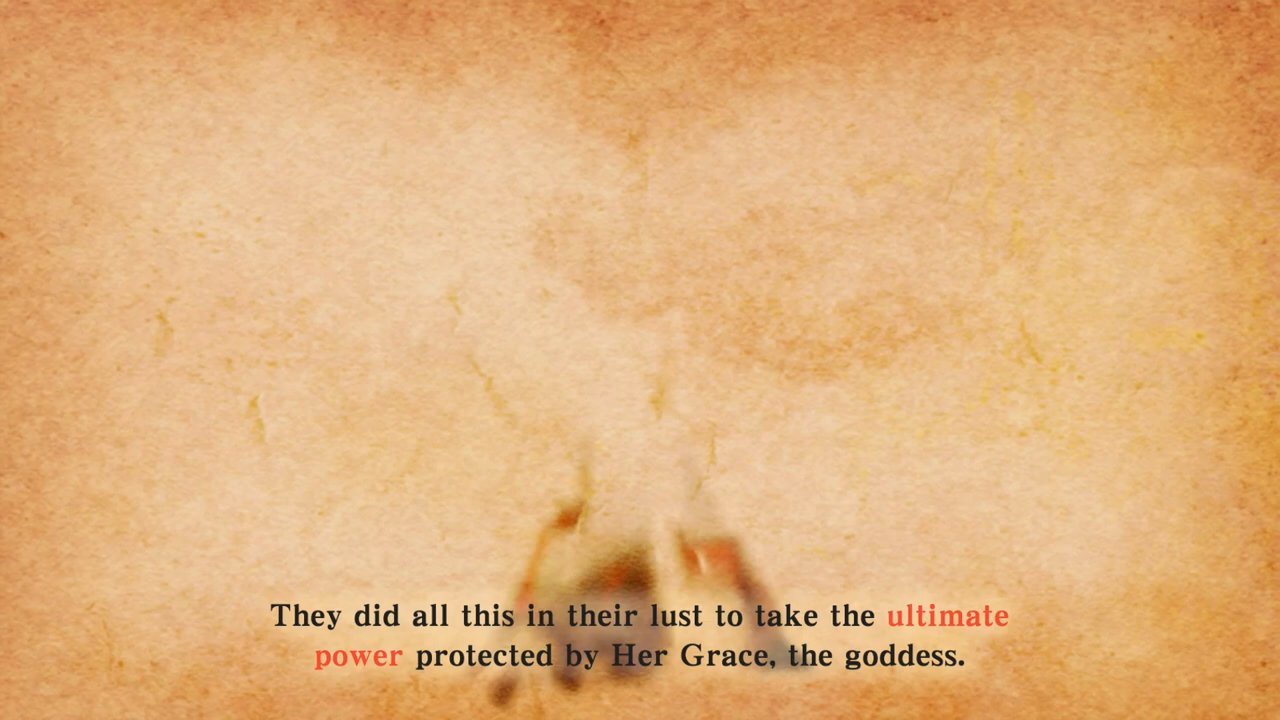 They did all this in their lust to take the ultimate
power protected by Her Grace, the goddess.